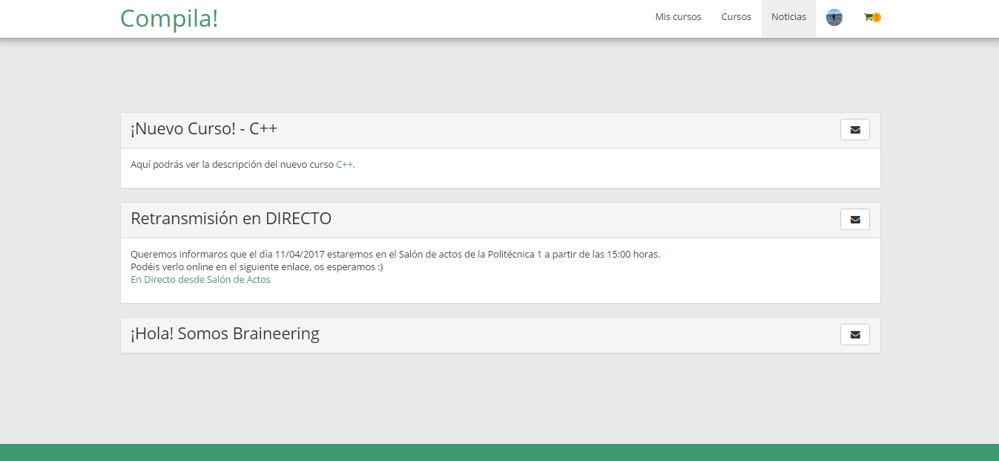 Compila!
Mis cursos
Cursos
Noticias
1
¡Nuevo Curso! - C++
Aquí podrás ver la descripción del nuevo curso C++.
Retransmisión en DIRECTO
Queremos informaros que el día 11/04/2017 estaremos en el Salón de actos de la Politécnica 1 a partir de las 15:00 horas.
Podéis verlo online en el siguiente enlace, os esperamos :)
En Directo desde Salón de Actos
¡Hola! Somos Braineering